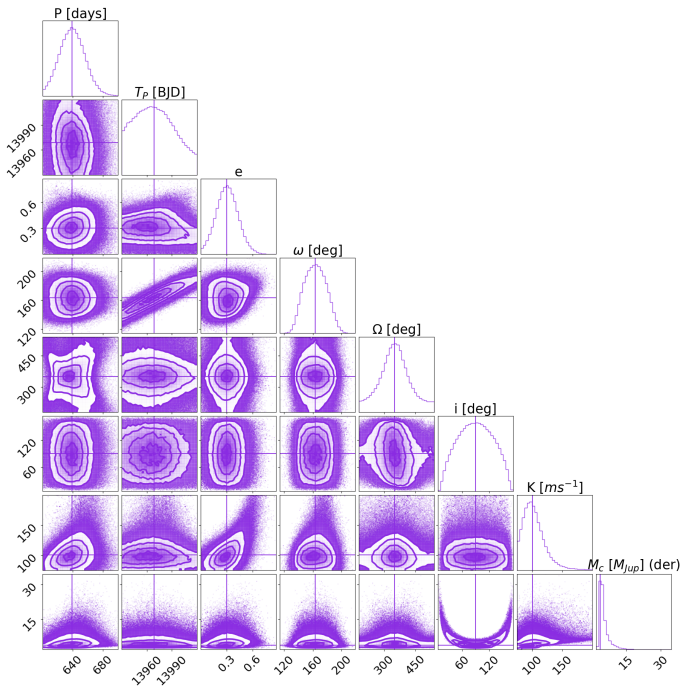 P [days]
T_P [BJD]
13990
13960
e
0.6
0.3
ω [deg]
200
160
120
Ω [deg]
450
300
i [deg]
120
60
K [ms⁻¹]
150
100
M_c [M_Jup] (der)
30
15
640 680
13960 13990
0.3 0.6
120 160 200
300 450
60 120
100 150
15 30